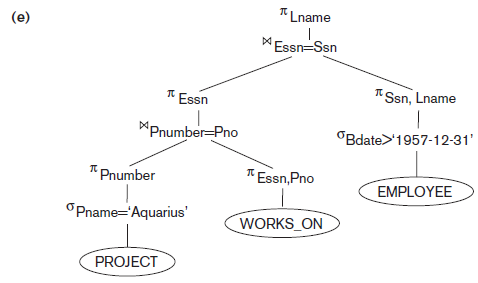 (e)
π Lname
⋈ Essn=Ssn
π Essn
π Ssn, Lname
⋈ Pnumber=Pno
σ Bdate>'1957-12-31'
π Pnumber
π Essn,Pno
EMPLOYEE
σ Pname='Aquarius'
WORKS_ON
PROJECT